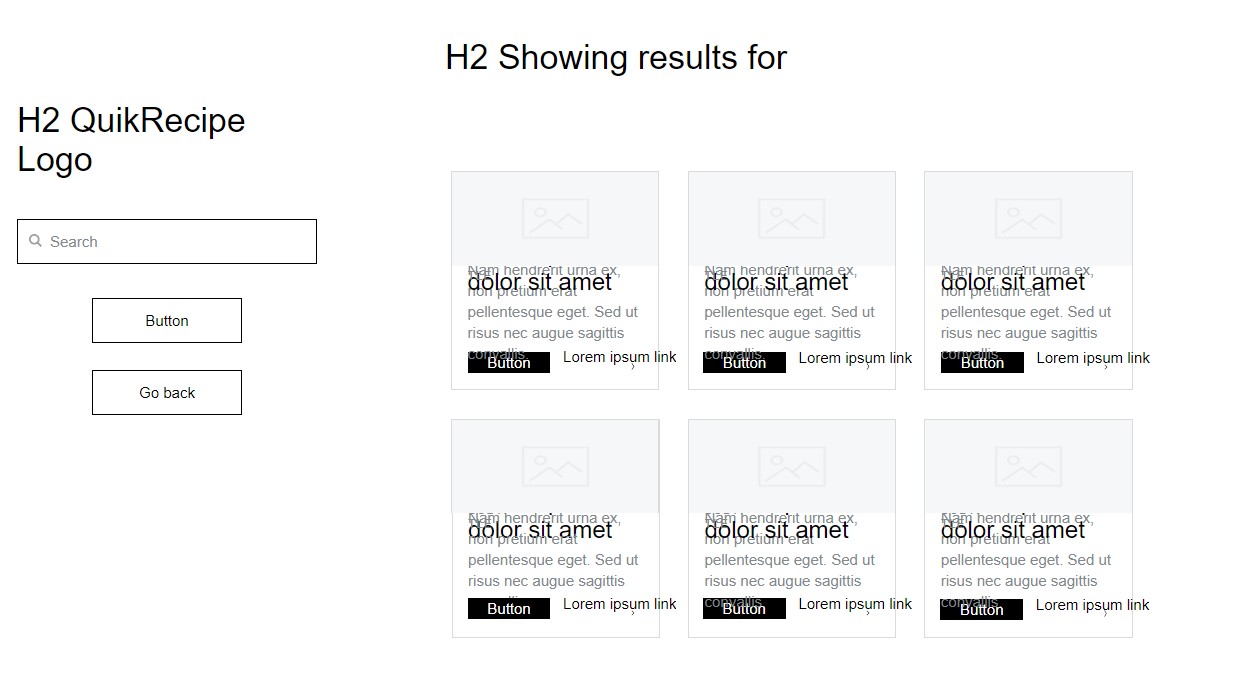 H2 Showing results for
H2 QuikRecipe
Logo
Search
Button
Go back
dolor sit amet
Nam hendrerit urna ex,
non pretium erat
pellentesque eget. Sed ut
risus nec augue sagittis
convallis.
Button
Lorem ipsum link
dolor sit amet
Nam hendrerit urna ex,
non pretium erat
pellentesque eget. Sed ut
risus nec augue sagittis
convallis.
Button
Lorem ipsum link
dolor sit amet
Nam hendrerit urna ex,
non pretium erat
pellentesque eget. Sed ut
risus nec augue sagittis
convallis.
Button
Lorem ipsum link
dolor sit amet
Nam hendrerit urna ex,
non pretium erat
pellentesque eget. Sed ut
risus nec augue sagittis
convallis.
Button
Lorem ipsum link
dolor sit amet
Nam hendrerit urna ex,
non pretium erat
pellentesque eget. Sed ut
risus nec augue sagittis
convallis.
Button
Lorem ipsum link
dolor sit amet
Nam hendrerit urna ex,
non pretium erat
pellentesque eget. Sed ut
risus nec augue sagittis
convallis.
Button
Lorem ipsum link